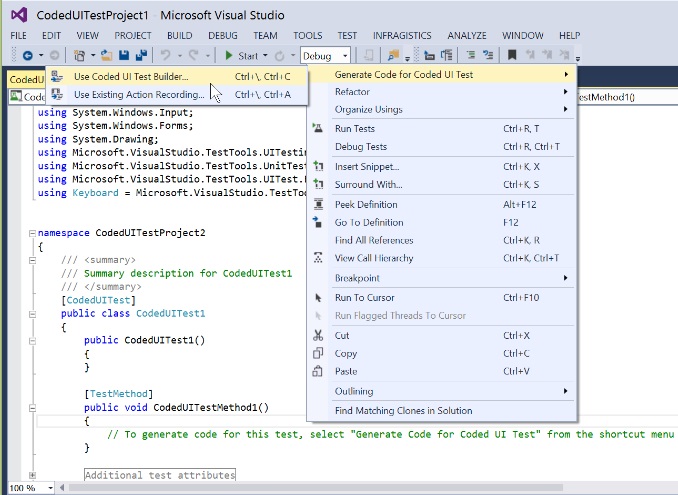 CodedUITestProject1 - Microsoft Visual Studio
FILE EDIT VIEW PROJECT BUILD DEBUG TEAM TOOLS TEST INFRAGISTICS ANALYZE WINDOW HELP
Start Debug
CodedU
Use Coded UI Test Builder... Ctrl+\, Ctrl+C
Use Existing Action Recording... Ctrl+\, Ctrl+A
Generate Code for Coded UI Test
Refactor
Organize Usings
Run Tests Ctrl+R, T
Debug Tests Ctrl+R, Ctrl+T
Insert Snippet... Ctrl+K, X
Surround With... Ctrl+K, S
Peek Definition Alt+F12
Go To Definition F12
Find All References Ctrl+K, R
View Call Hierarchy Ctrl+K, Ctrl+T
Breakpoint
Run To Cursor Ctrl+F10
Run Flagged Threads To Cursor
Cut Ctrl+X
Copy Ctrl+C
Paste Ctrl+V
Outlining
Find Matching Clones in Solution
Code
estMethod1()
using System.Windows.Input;
using System.Windows.Forms;
using System.Drawing;
using Microsoft.VisualStudio.TestTools.UITestin
using Microsoft.VisualStudio.TestTools.UnitTest
using Microsoft.VisualStudio.TestTools.UITest.E
using Keyboard = Microsoft.VisualStudio.TestToo
namespace CodedUITestProject2
{
/// <summary>
/// Summary description for CodedUITest1
/// </summary>
[CodedUITest]
public class CodedUITest1
{
public CodedUITest1()
{
}
[TestMethod]
public void CodedUITestMethod1()
{
// To generate code for this test, select "Generate Code for Coded UI Test" from the shortcut menu
}
Additional test attributes
100 %